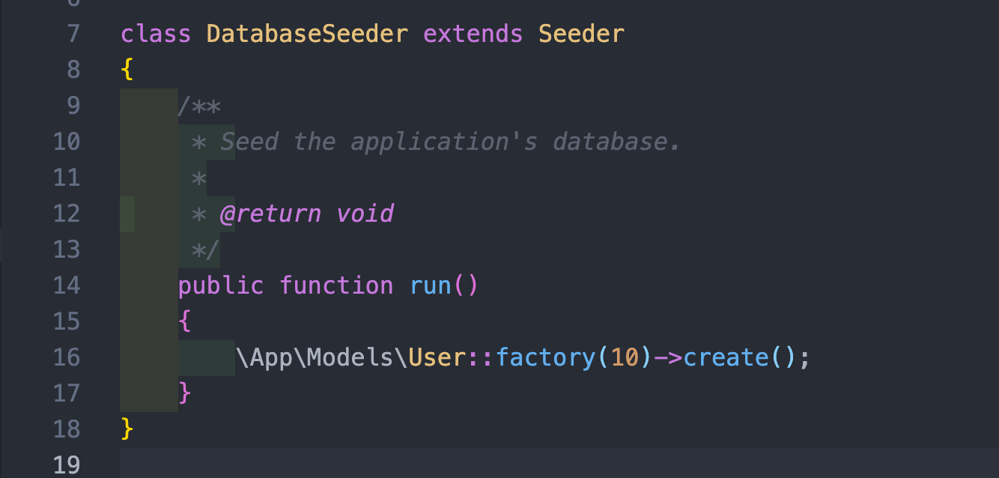 7 class DatabaseSeeder extends Seeder
8 {
9     /**
10      * Seed the application's database.
11      *
12      * @return void
13      */
14     public function run()
15     {
16         \App\Models\User::factory(10)->create();
17     }
18 }
19